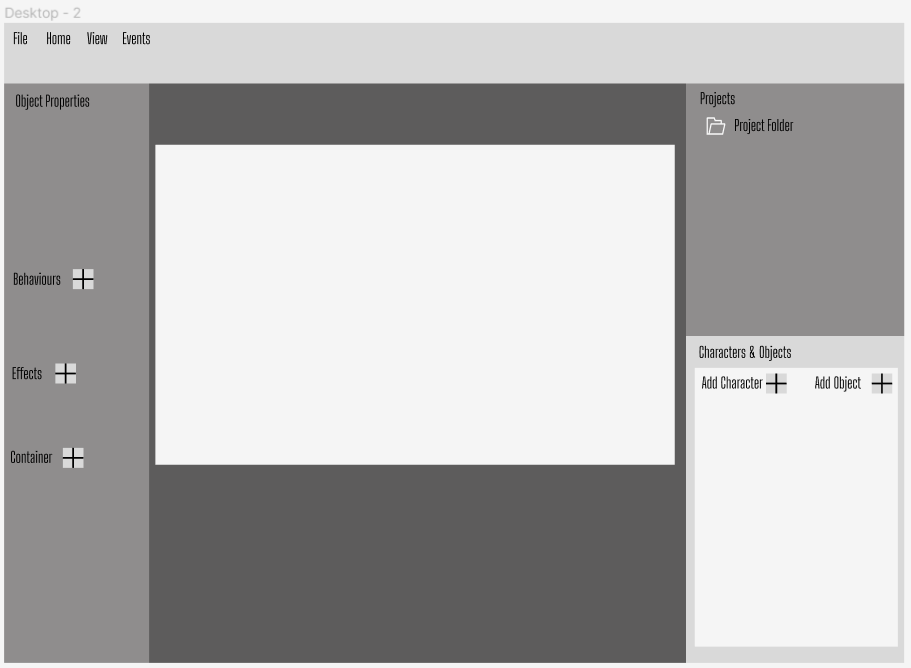 Desktop - 2
File Home View Events
Object Properties
Behaviours
Effects
Container
Projects
Project Folder
Characters & Objects
Add Character Add Object